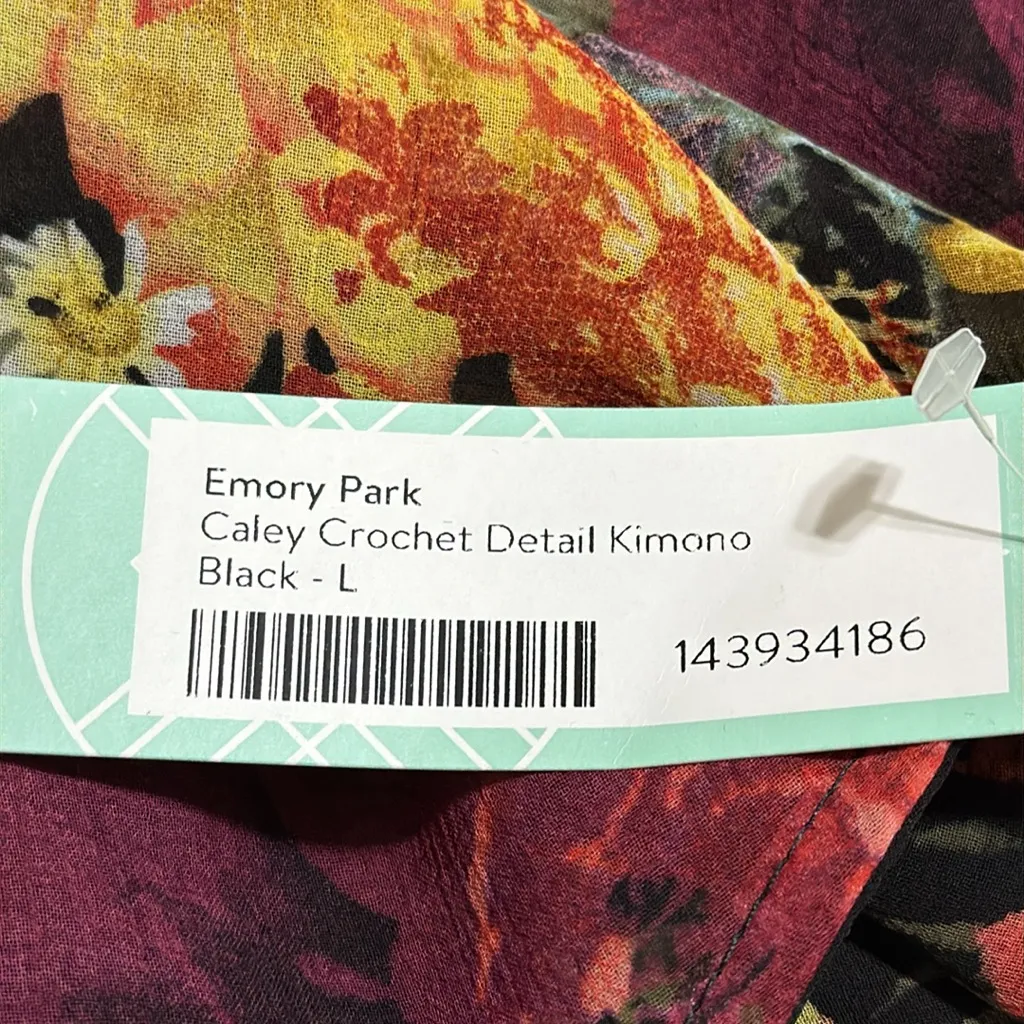 Emory Park
Caley Crochet Detail Kimono
Black - L
143934186